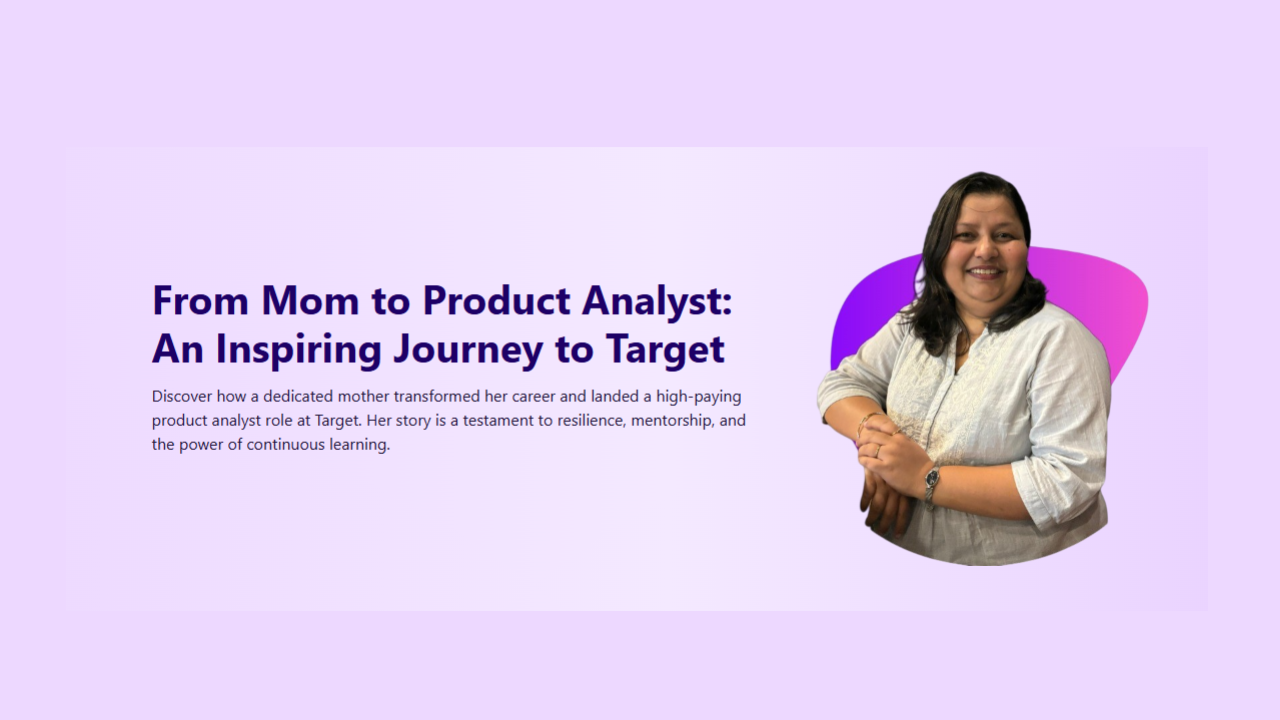 From Mom to Product Analyst:
An Inspiring Journey to Target
Discover how a dedicated mother transformed her career and landed a high-paying
product analyst role at Target. Her story is a testament to resilience, mentorship, and
the power of continuous learning.